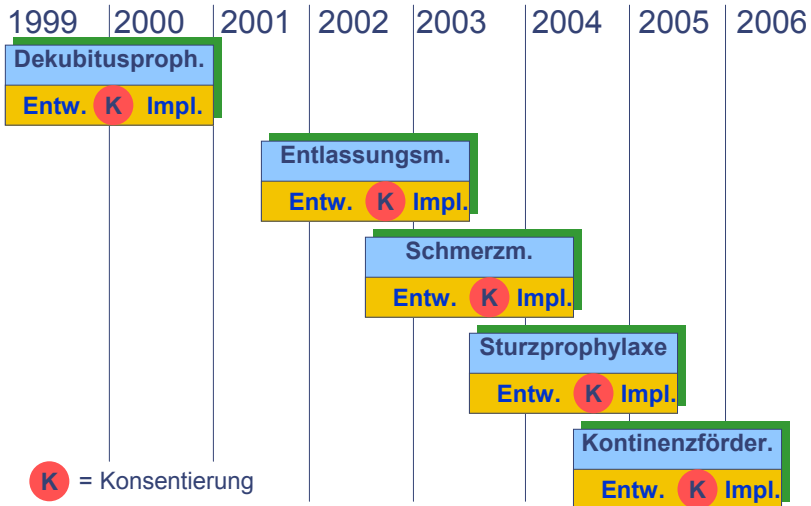 1999 2000 2001 2002 2003 2004 2005 2006
Dekubitusproph.
Entw. K Impl.
Entlassungsm.
Entw. K Impl.
Schmerzm.
Entw. K Impl.
Sturzprophylaxe
Entw. K Impl.
Kontinenzförder.
Entw. K Impl.
K = Konsentierung